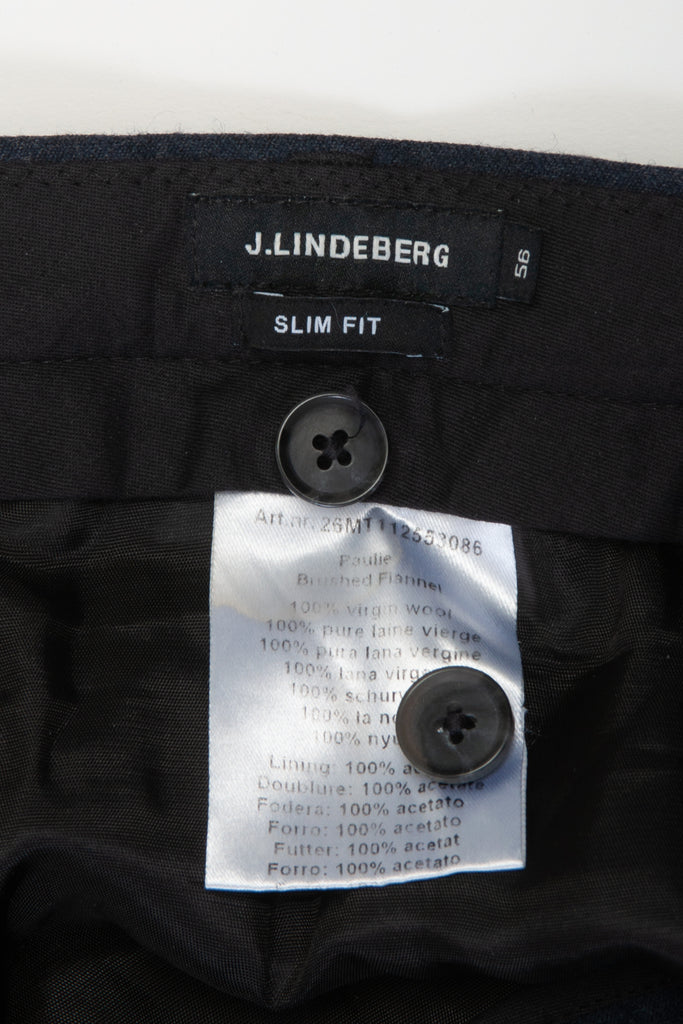 J.LINDEBERG
56
SLIM FIT
Art.nr. 26MT112553086
Paulie
Brushed Flannel
100% virgin wool
100% pure laine vierge
100% pura lana vergine
100% lana virg
100% schurw
100% la n
100% nyu
Lining: 100% ac
Doublure: 100% acetate
Fodera: 100% acetato
Forro: 100% acetato
Futter: 100% acetat
Forro: 100% acetato